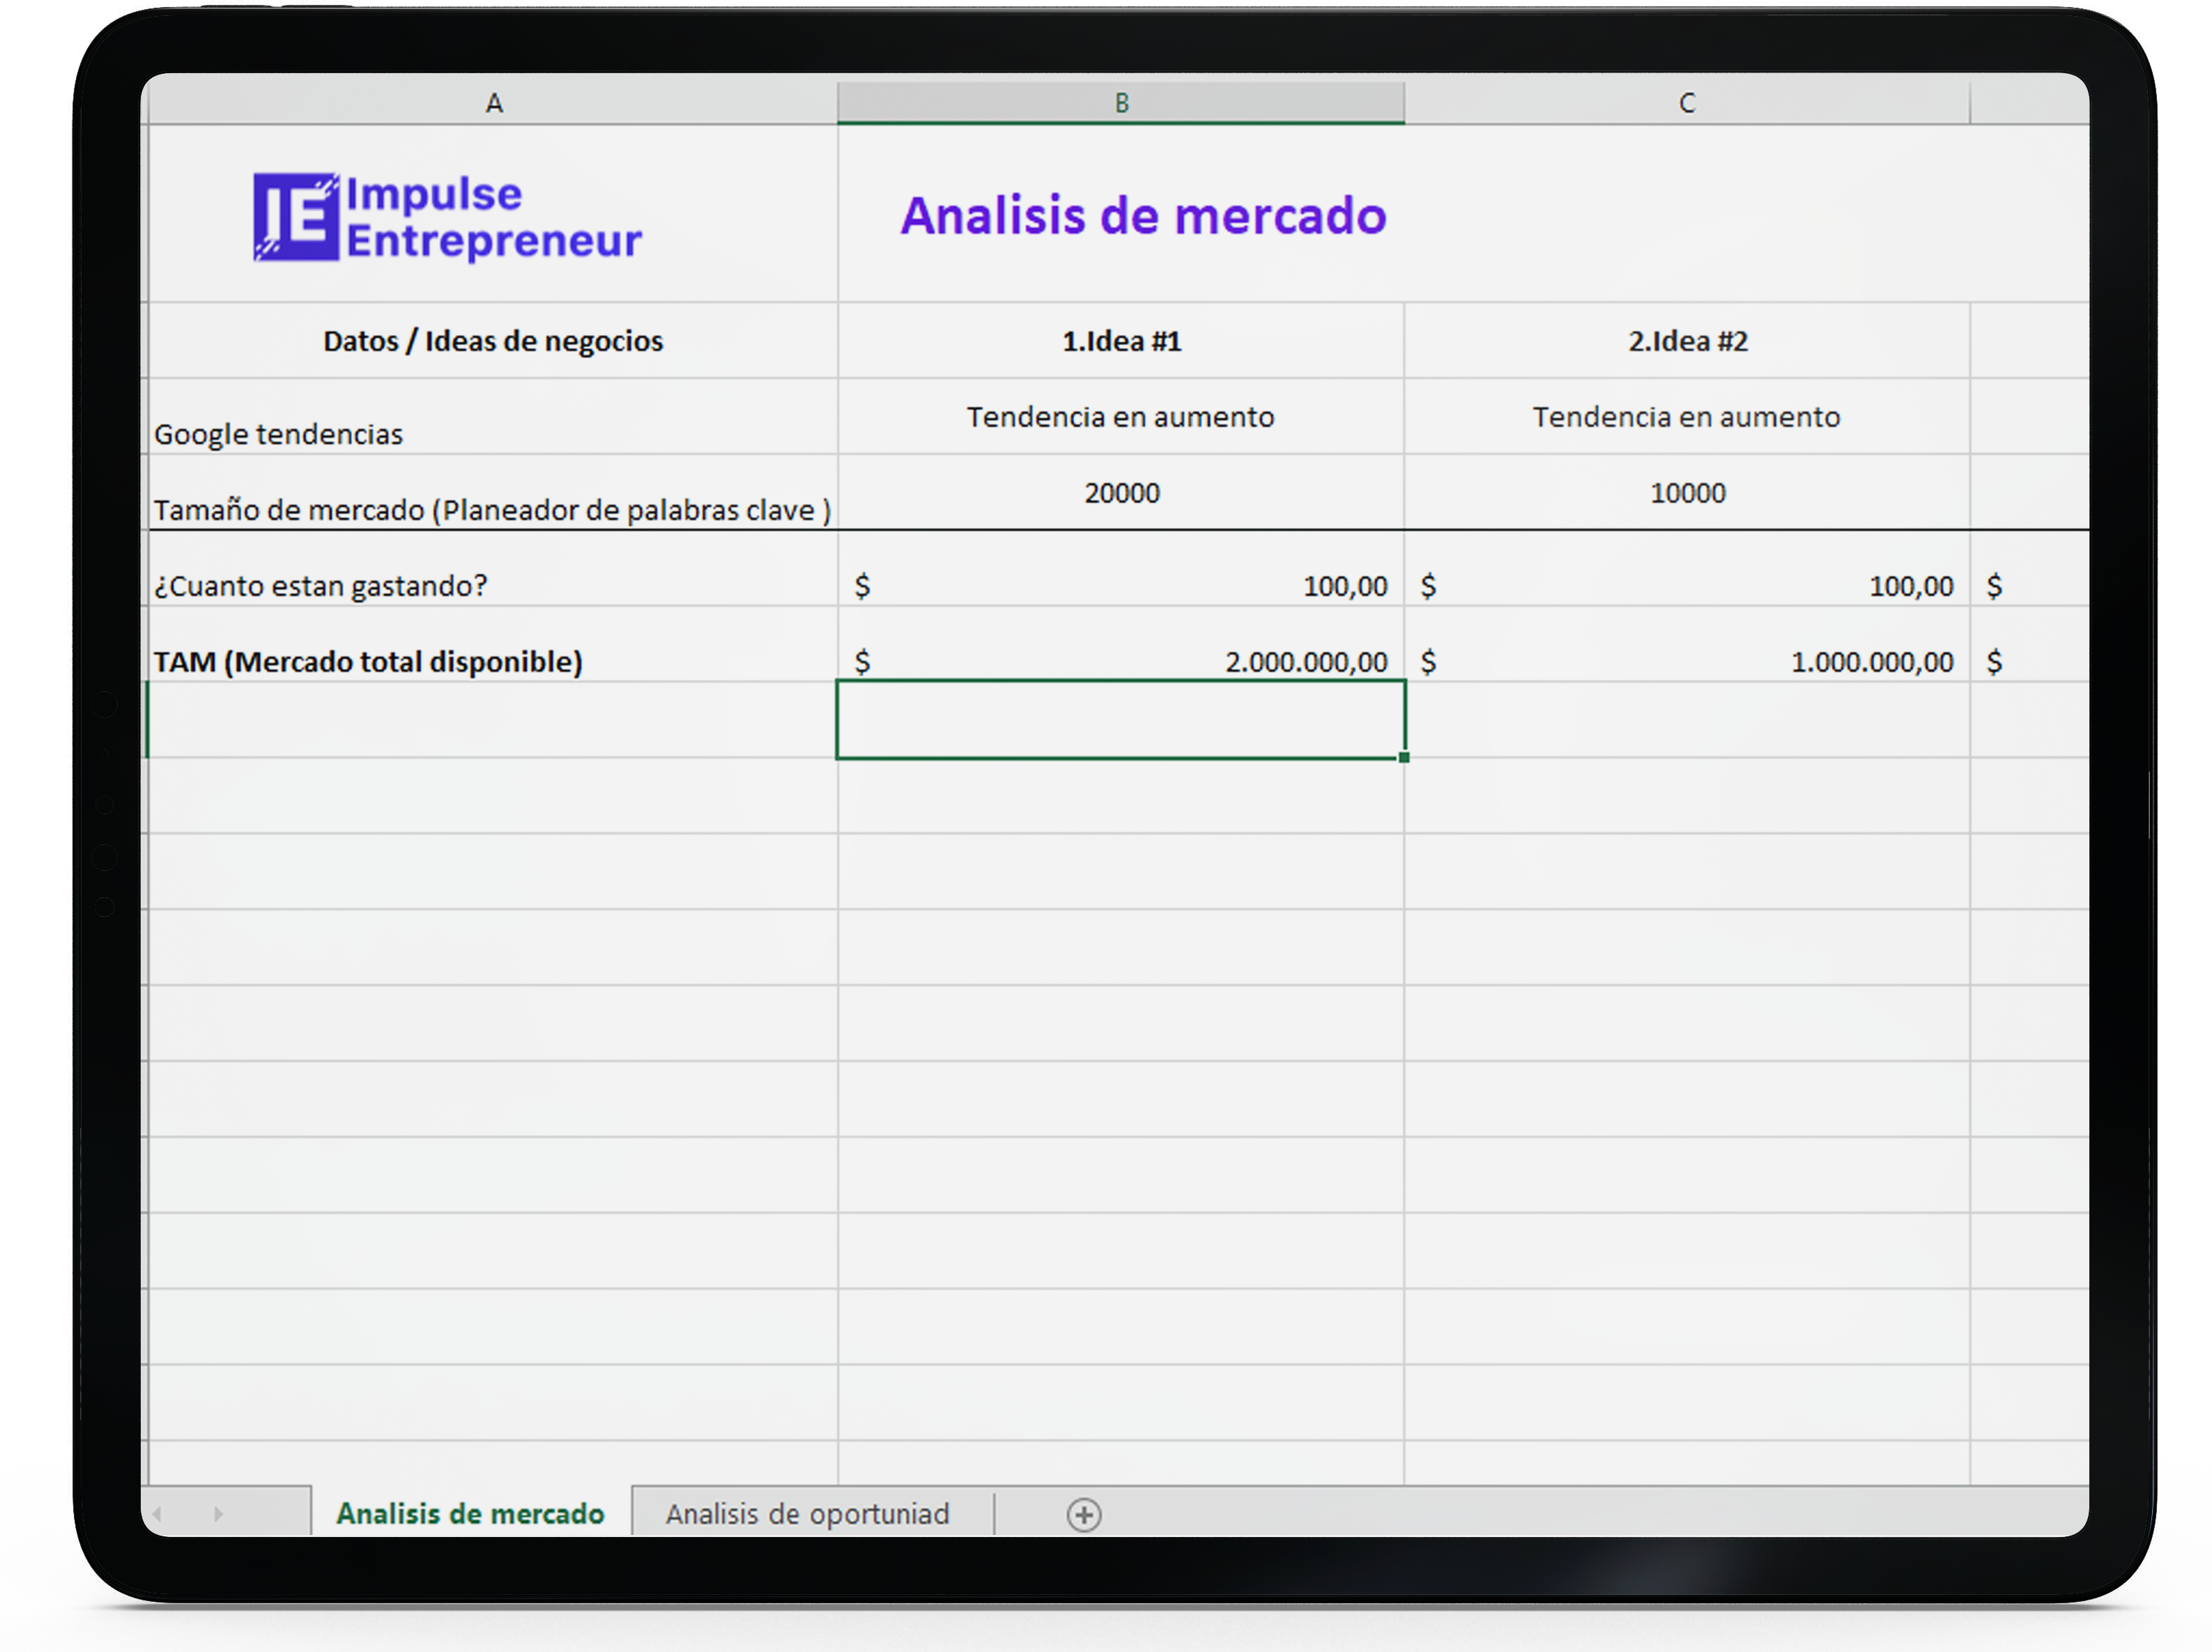 A B C
Impulse
Entrepreneur
Analisis de mercado
Datos / Ideas de negocios 1.Idea #1 2.Idea #2
Google tendencias Tendencia en aumento Tendencia en aumento
Tamaño de mercado (Planeador de palabras clave ) 20000 10000
¿Cuanto estan gastando? $ 100,00 $ 100,00 $
TAM (Mercado total disponible) $ 2.000.000,00 $ 1.000.000,00 $
Analisis de mercado Analisis de oportuniad